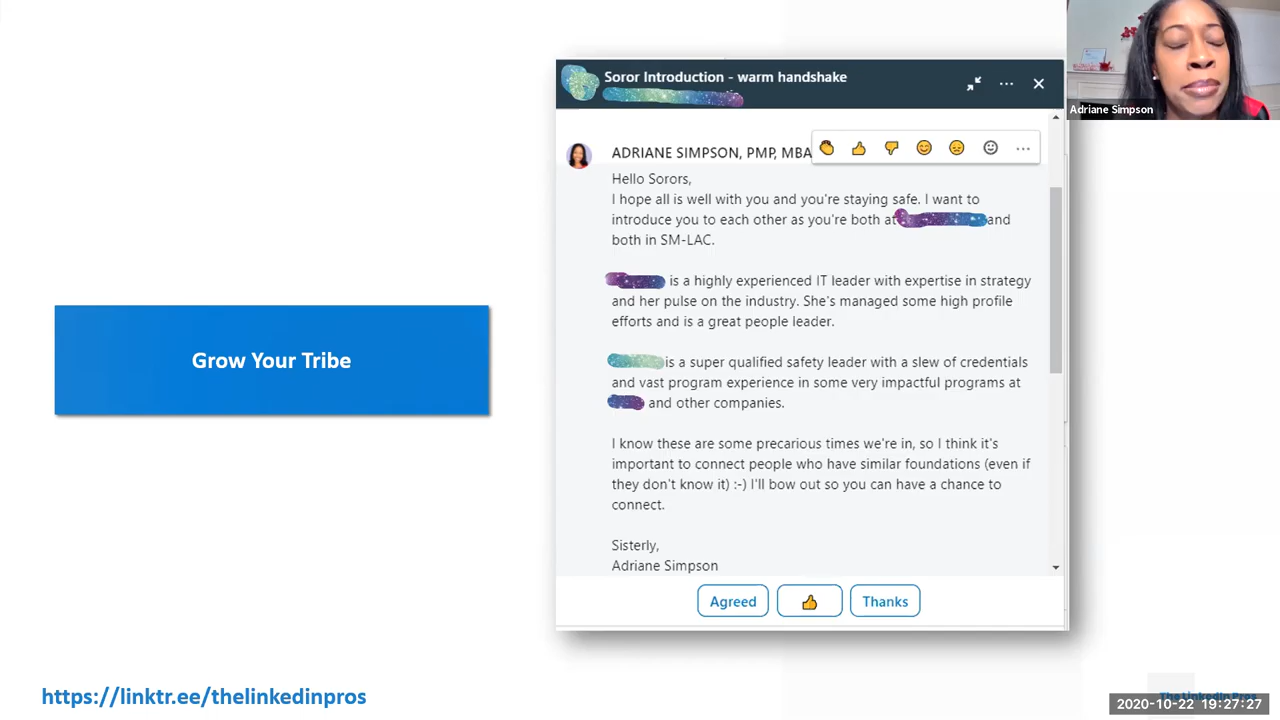 Soror Introduction - warm handshake
Adriane Simpson
ADRIANE SIMPSON, PMP, MBA
Hello Sorors,
I hope all is well with you and you're staying safe. I want to
introduce you to each other as you're both at and
both in SM-LAC.
is a highly experienced IT leader with expertise in strategy
and her pulse on the industry. She's managed some high profile
efforts and is a great people leader.
is a super qualified safety leader with a slew of credentials
and vast program experience in some very impactful programs at
and other companies.
I know these are some precarious times we're in, so I think it's
important to connect people who have similar foundations (even if
they don't know it) :-) I'll bow out so you can have a chance to
connect.
Sisterly,
Adriane Simpson
Agreed
Thanks
Grow Your Tribe
https://linktr.ee/thelinkedinpros
The LinkedIn Pros
2020-10-22 19:27:27